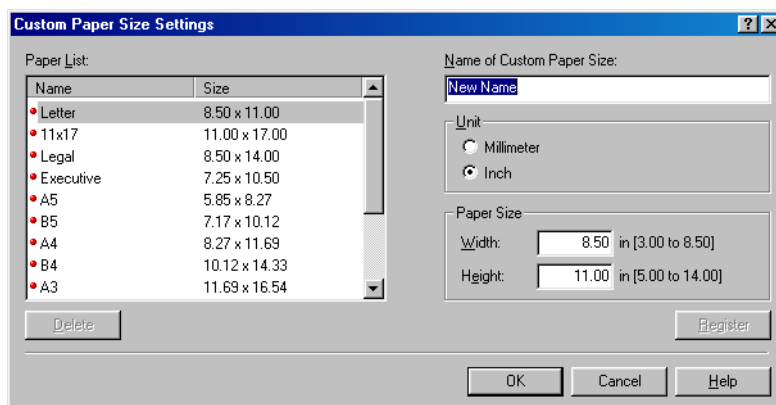 Custom Paper Size Settings
Paper List:
Name Size
Letter 8.50 x 11.00
11x17 11.00 x 17.00
Legal 8.50 x 14.00
Executive 7.25 x 10.50
A5 5.85 x 8.27
B5 7.17 x 10.12
A4 8.27 x 11.69
B4 10.12 x 14.33
A3 11.69 x 16.54
Delete
Name of Custom Paper Size:
New Name
Unit
Millimeter
Inch
Paper Size
Width: 8.50 in [3.00 to 8.50]
Height: 11.00 in [5.00 to 14.00]
Register
OK Cancel Help